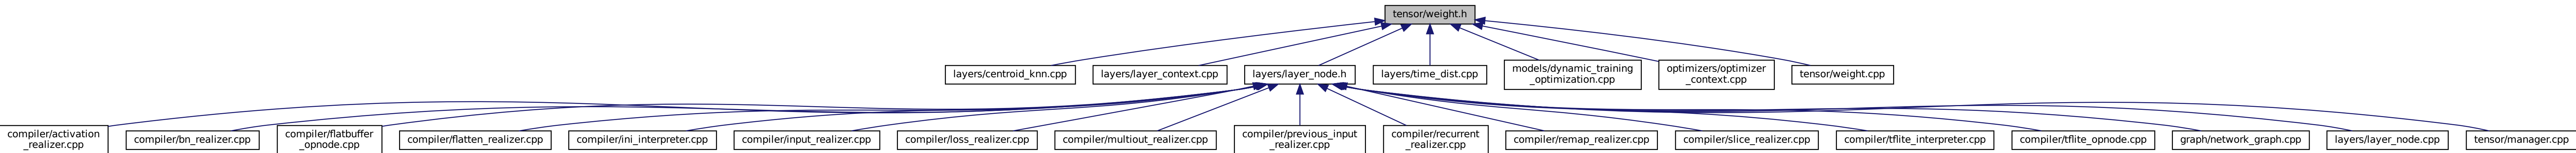 tensor/weight.h
layers/centroid_knn.cpp
layers/layer_context.cpp
layers/layer_node.h
layers/time_dist.cpp
models/dynamic_training
_optimization.cpp
optimizers/optimizer
_context.cpp
tensor/weight.cpp
compiler/activation
_realizer.cpp
compiler/bn_realizer.cpp
compiler/flatbuffer
_opnode.cpp
compiler/flatten_realizer.cpp
compiler/ini_interpreter.cpp
compiler/input_realizer.cpp
compiler/loss_realizer.cpp
compiler/multiout_realizer.cpp
compiler/previous_input
_realizer.cpp
compiler/recurrent
_realizer.cpp
compiler/remap_realizer.cpp
compiler/slice_realizer.cpp
compiler/tflite_interpreter.cpp
compiler/tflite_opnode.cpp
graph/network_graph.cpp
layers/layer_node.cpp
tensor/manager.cpp